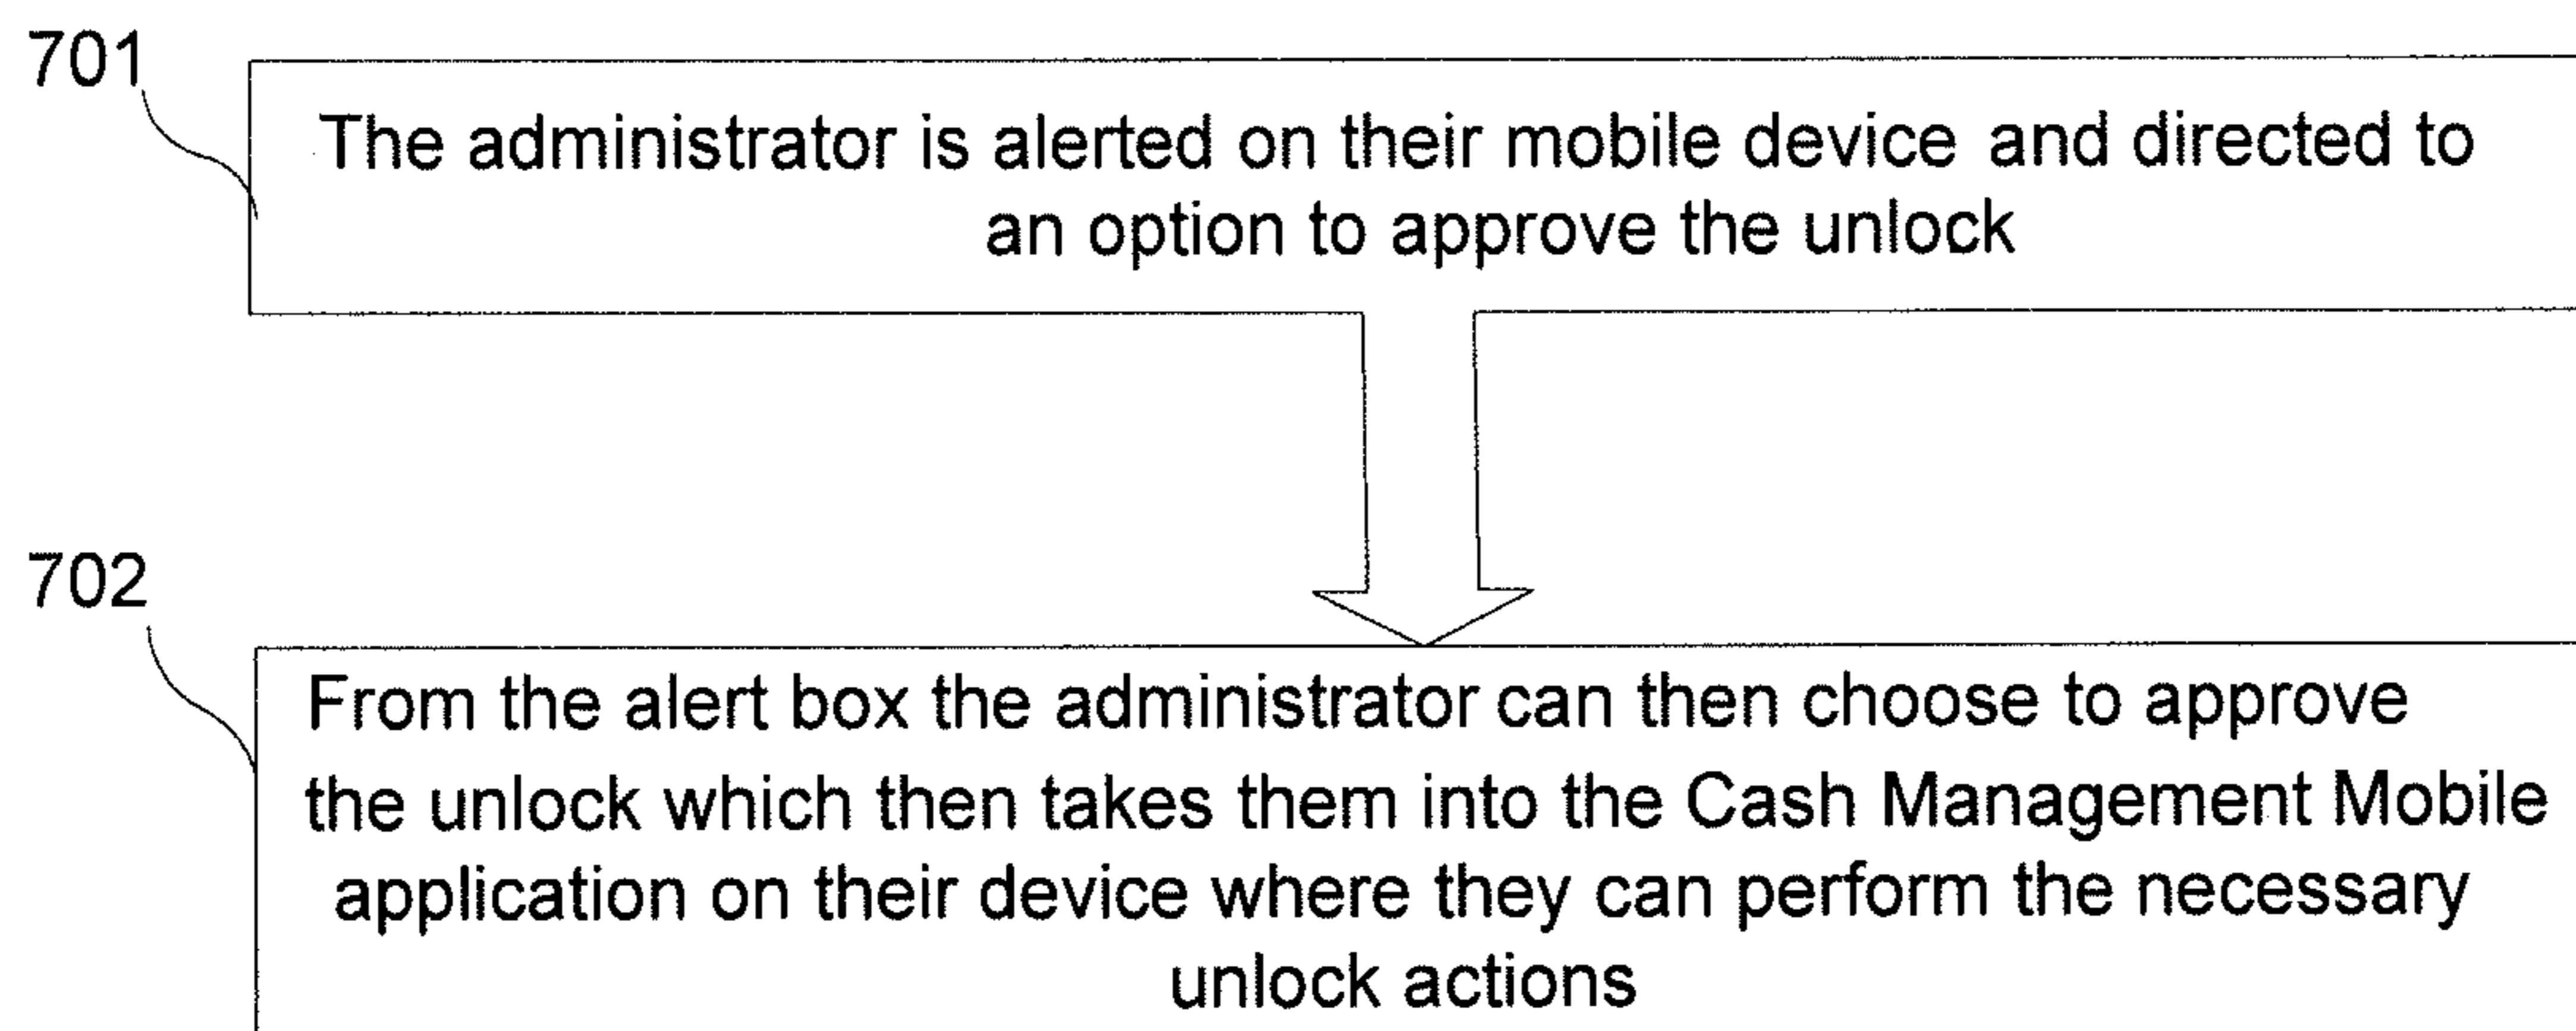 701
The administrator is alerted on their mobile device and directed to
an option to approve the unlock
702
From the alert box the administrator can then choose to approve
the unlock which then takes them into the Cash Management Mobile
application on their device where they can perform the necessary
unlock actions